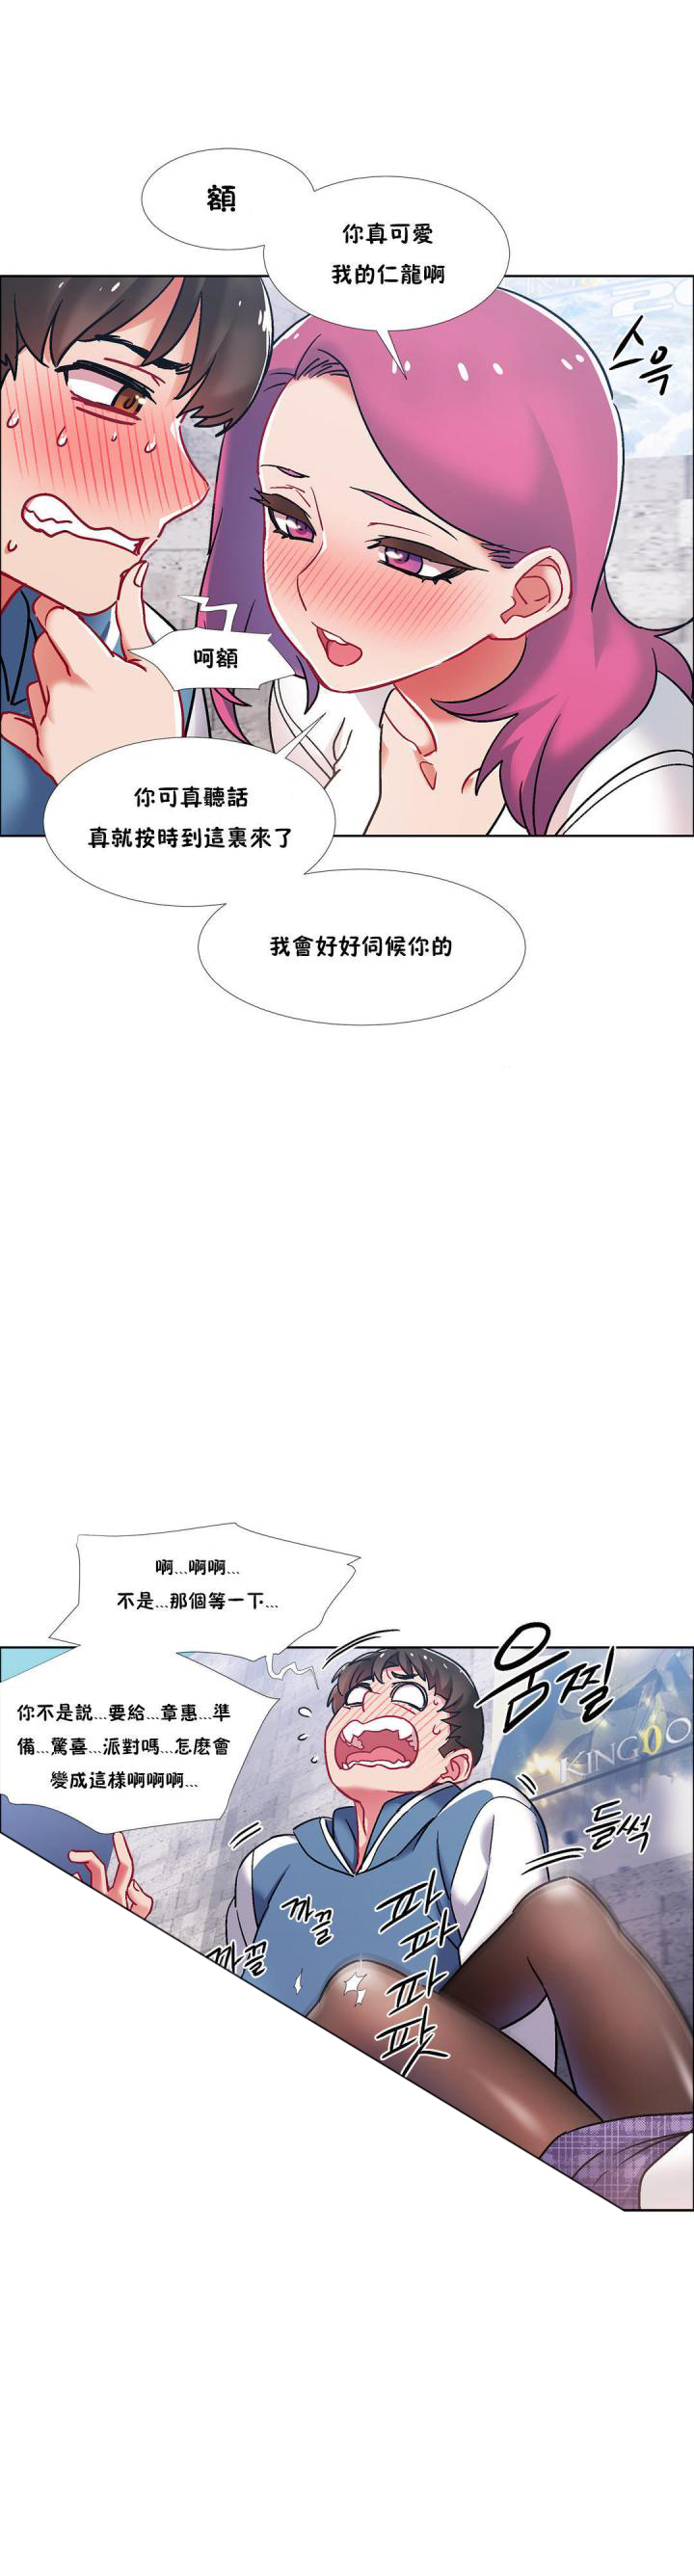 額
你真可愛
我的仁龍啊
스윽
呵額
你可真聽話
真就按時到這裏來了
我會好好伺候你的
啊...啊啊...
不是...那個等一下...
你不是說...要給...章惠...準
備...驚喜...派對嗎...怎麽會
變成這樣啊啊啊...
움찔
KINGDO
들썩
까끌
까끌
파
파
파
팟